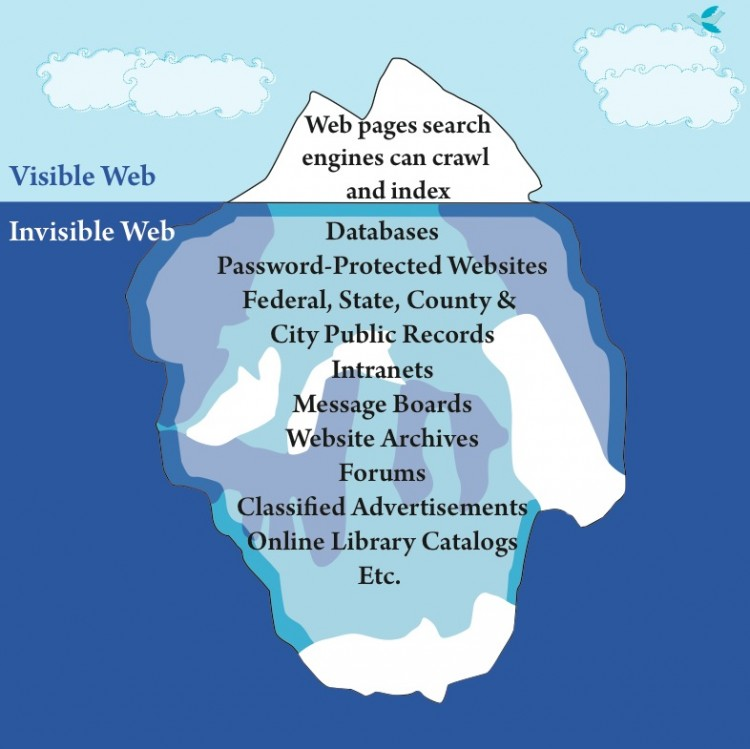 Web pages search
engines can crawl
and index
Visible Web
Invisible Web
Databases
Password-Protected Websites
Federal, State, County &
City Public Records
Intranets
Message Boards
Website Archives
Forums
Classified Advertisements
Online Library Catalogs
Etc.